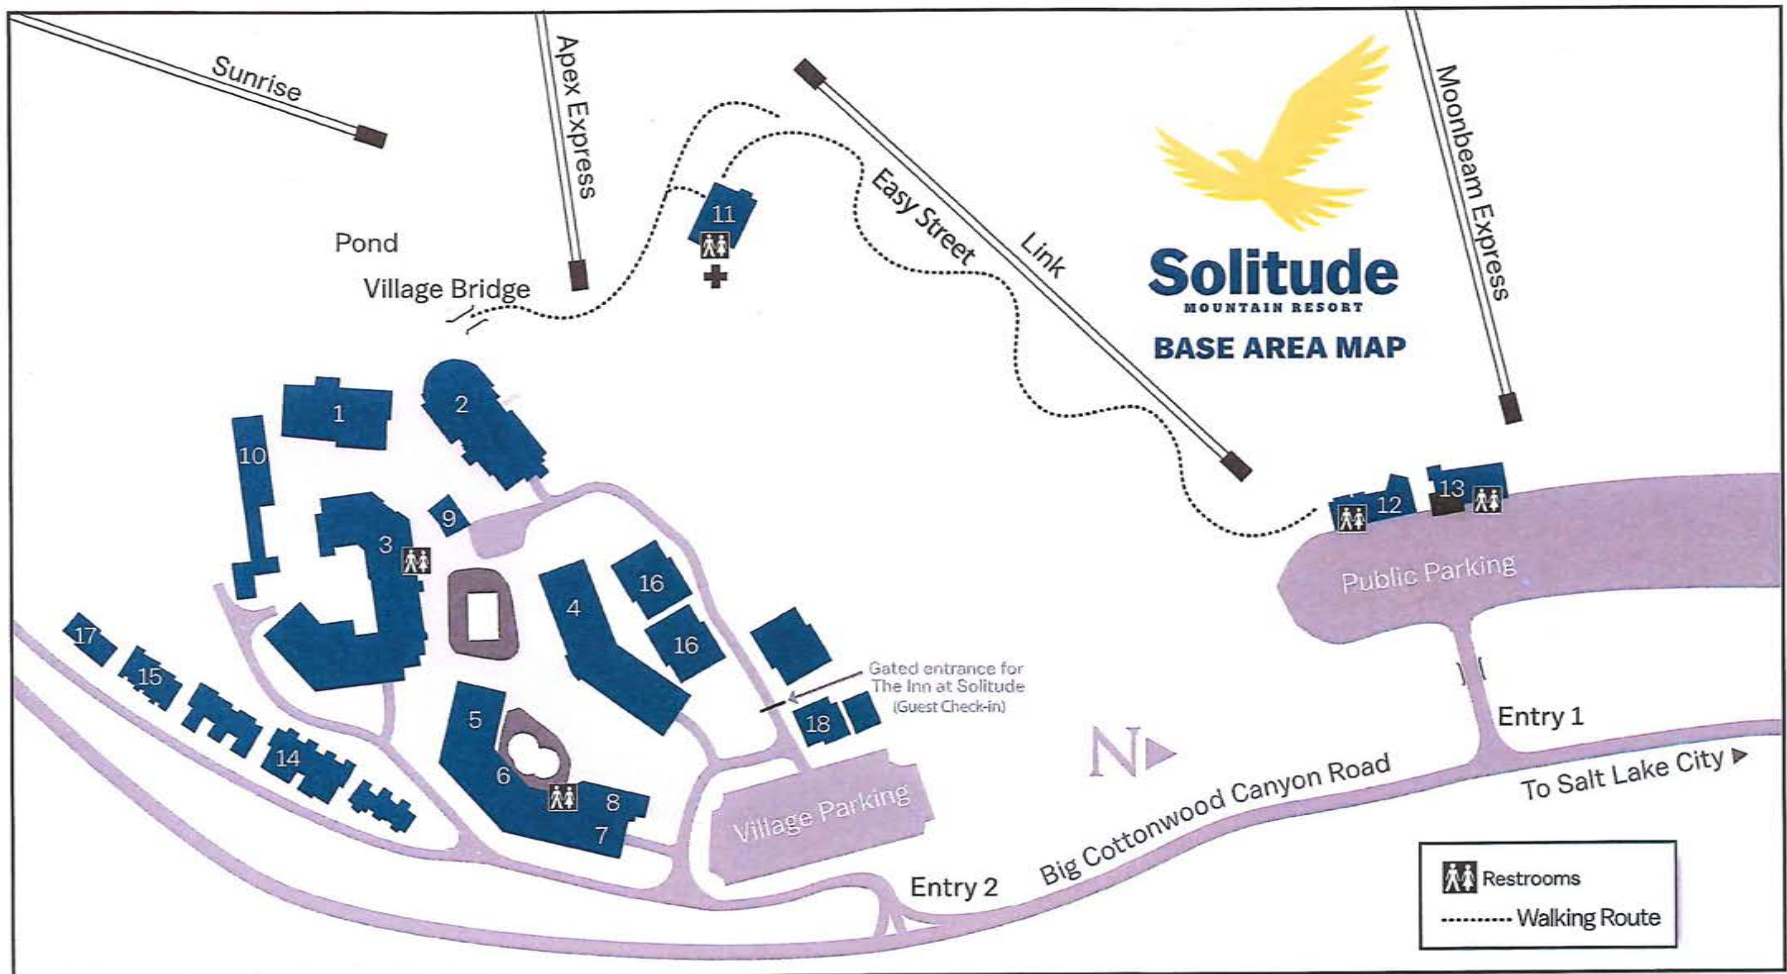 Sunrise
Apex Express
Easy Street
Link
Moonbeam Express
Solitude
MOUNTAIN RESORT
BASE AREA MAP
Pond
Village Bridge
11
1
2
10
9
3
4
16
16
12
13
Public Parking
17
15
14
5
6
8
7
18
Gated entrance for
The Inn at Solitude
(Guest Check-in)
N
Village Parking
Entry 1
Entry 2
Big Cottonwood Canyon Road
To Salt Lake City
Restrooms
Walking Route